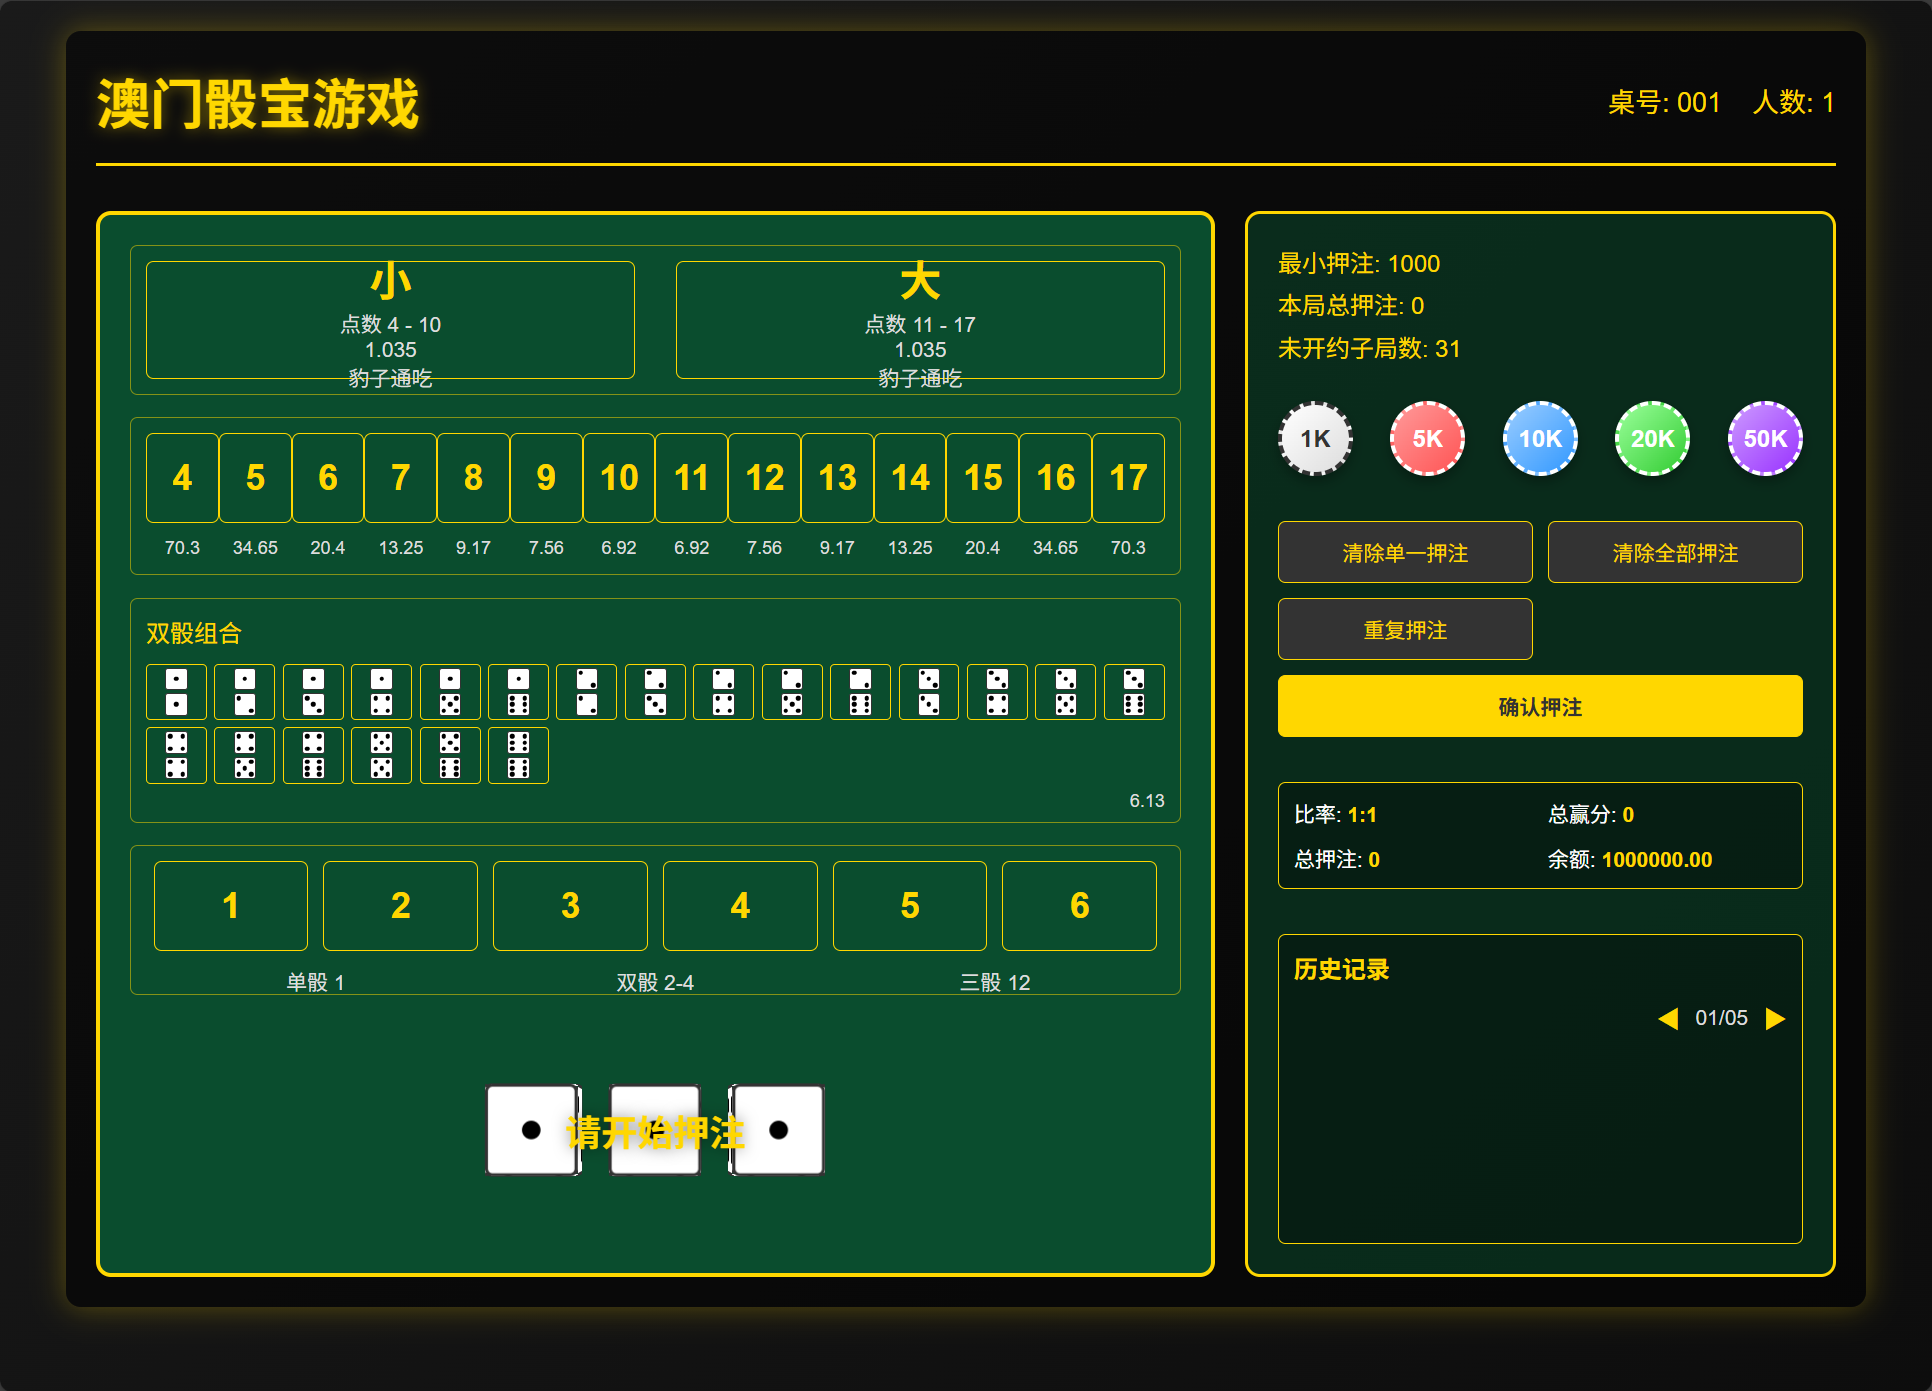 澳门骰宝游戏
桌号: 001 人数: 1
小
点数 4 - 10
1.035
豹子通吃
大
点数 11 - 17
1.035
豹子通吃
4 5 6 7 8 9 10 11 12 13 14 15 16 17
70.3 34.65 20.4 13.25 9.17 7.56 6.92 6.92 7.56 9.17 13.25 20.4 34.65 70.3
双骰组合
6.13
1 2 3 4 5 6
单骰 1 双骰 2-4 三骰 12
请开始押注
最小押注: 1000
本局总押注: 0
未开约子局数: 31
1K 5K 10K 20K 50K
清除单一押注 清除全部押注
重复押注
确认押注
比率: 1:1 总赢分: 0
总押注: 0 余额: 1000000.00
历史记录
01/05